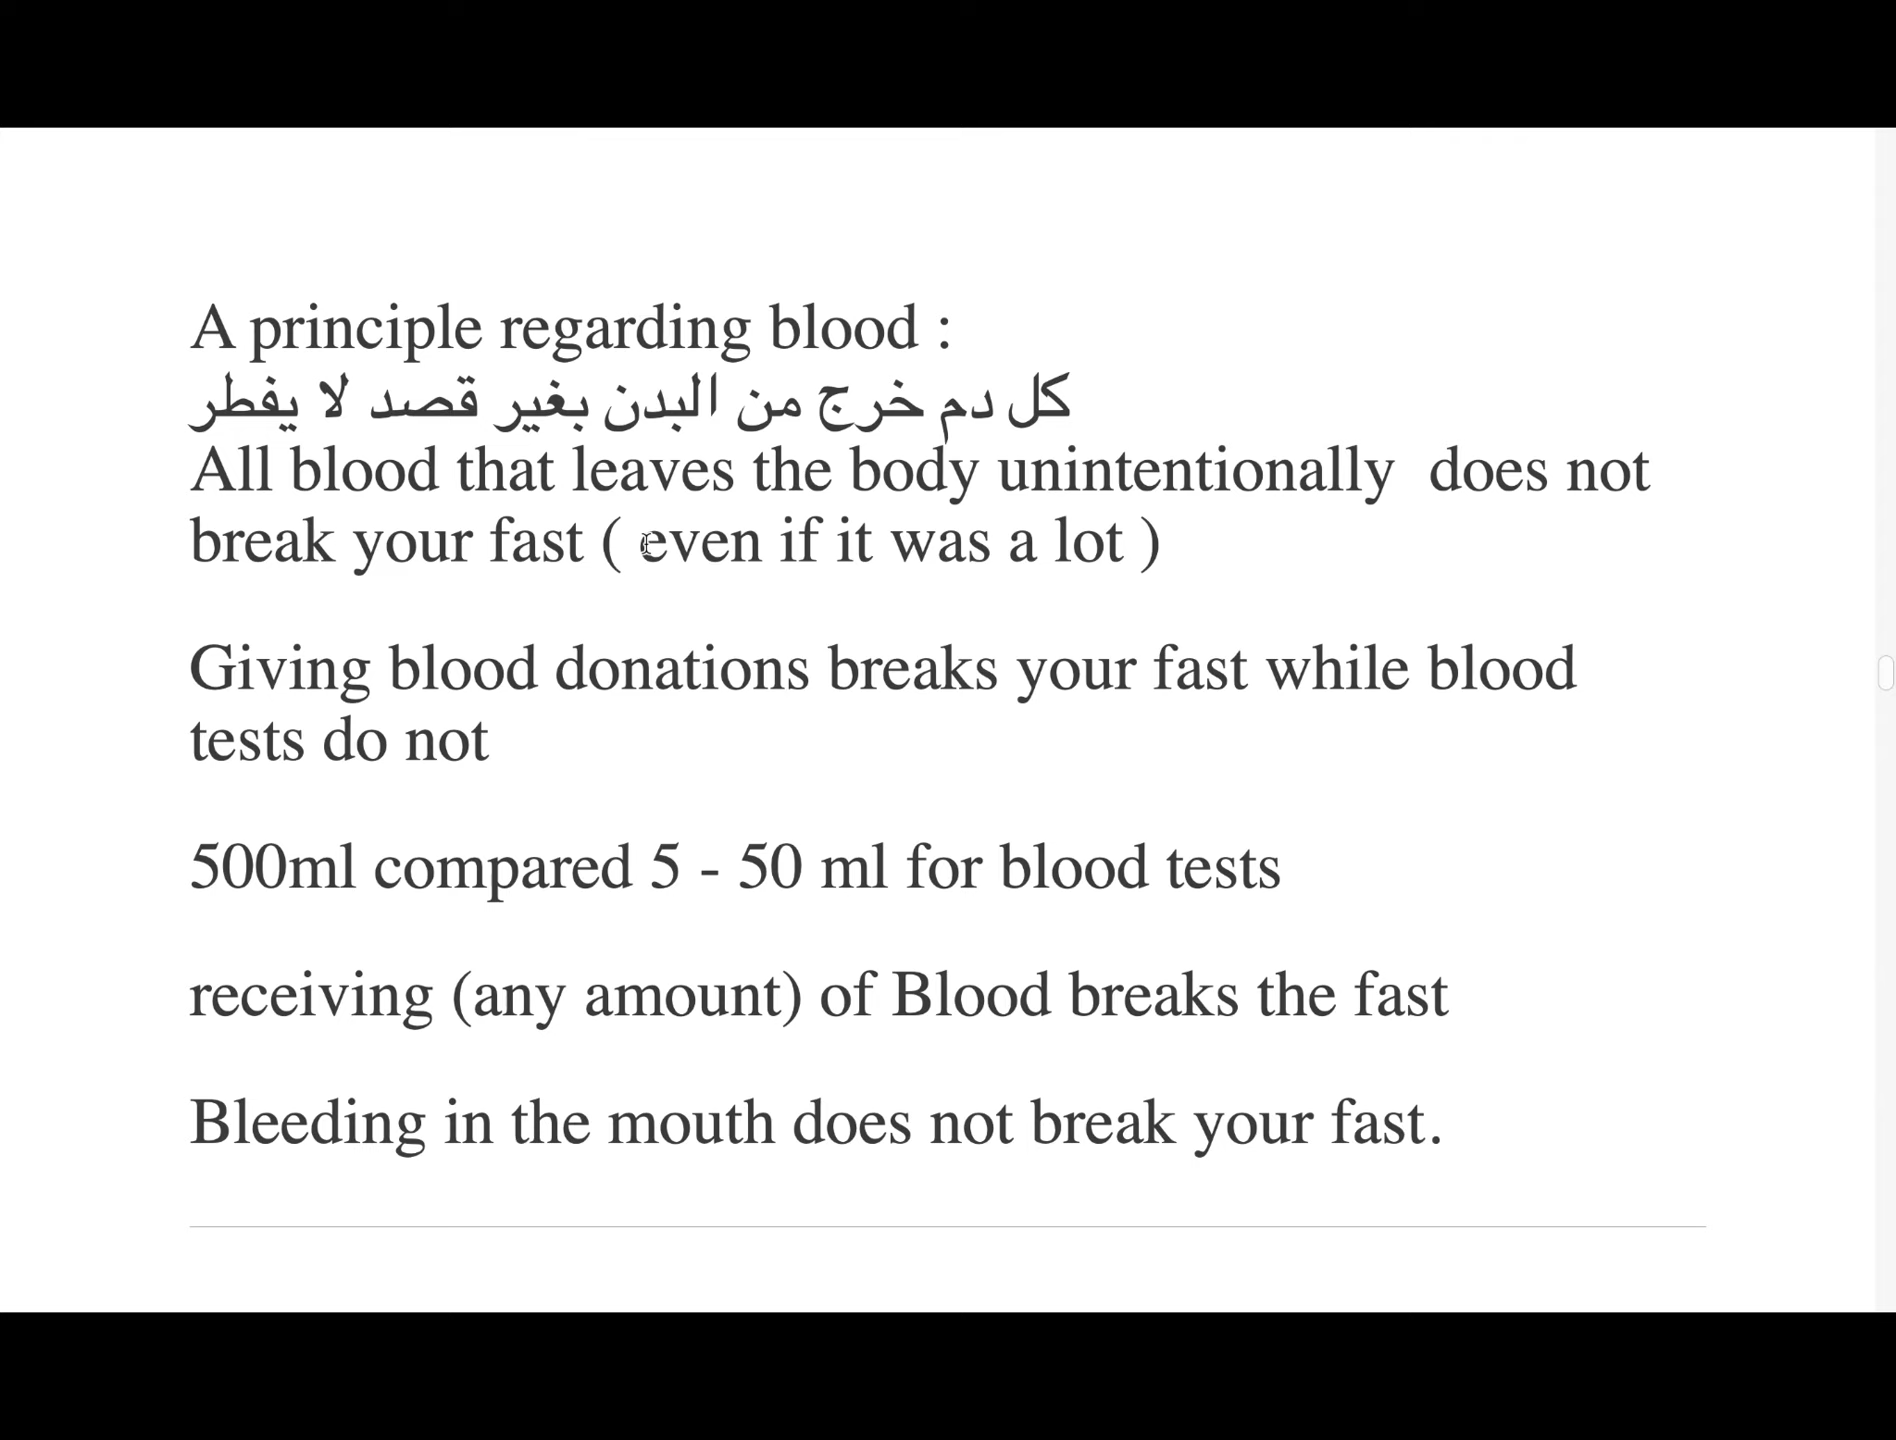 A principle regarding blood :
كل دم خرج من البدن بغير قصد لا يفطر
All blood that leaves the body unintentionally  does not
break your fast ( even if it was a lot )
Giving blood donations breaks your fast while blood
tests do not
500ml compared 5 - 50 ml for blood tests
receiving (any amount) of Blood breaks the fast
Bleeding in the mouth does not break your fast.